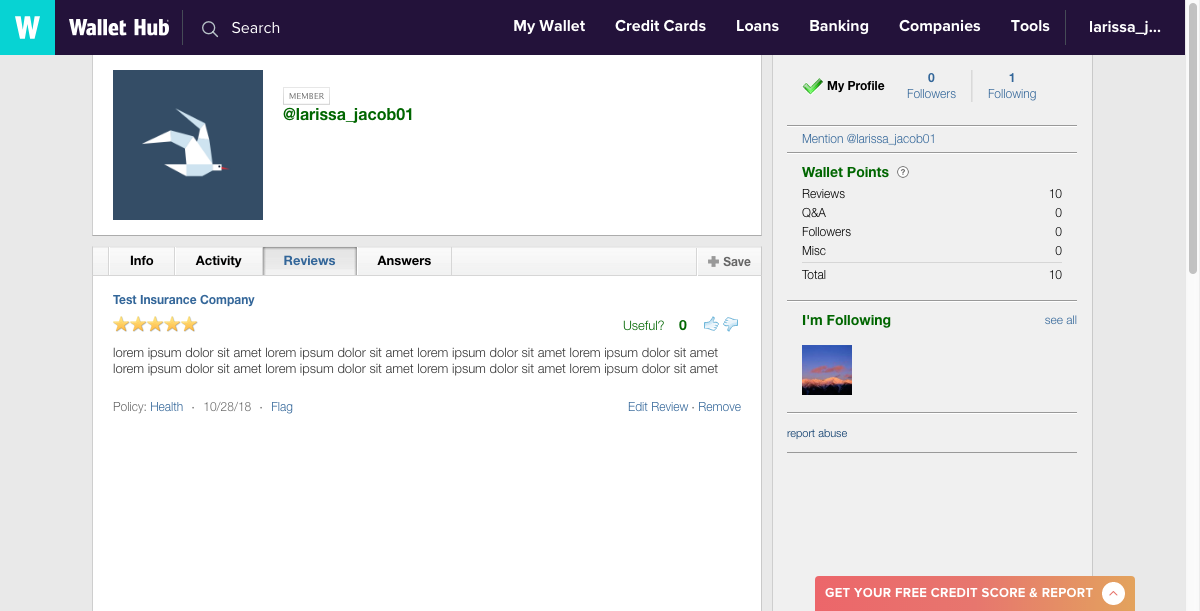 W Wallet Hub Search My Wallet Credit Cards Loans Banking Companies Tools larissa_j...
MEMBER
@larissa_jacob01
My Profile
0
Followers
1
Following
Mention @larissa_jacob01
Wallet Points ?
Reviews 10
Q&A 0
Followers 0
Misc 0
Total 10
Info Activity Reviews Answers Save
Test Insurance Company
Useful? 0
lorem ipsum dolor sit amet lorem ipsum dolor sit amet lorem ipsum dolor sit amet lorem ipsum dolor sit amet
lorem ipsum dolor sit amet lorem ipsum dolor sit amet lorem ipsum dolor sit amet lorem ipsum dolor sit amet
Policy: Health · 10/28/18 · Flag Edit Review · Remove
I'm Following see all
report abuse
GET YOUR FREE CREDIT SCORE & REPORT